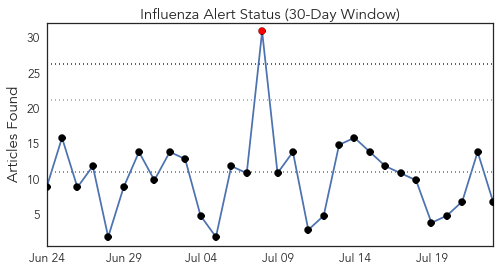 Influenza Alert Status (30-Day Window)
Articles Found
30
25
20
15
10
5
Jun 24 Jun 29 Jul 04 Jul 09 Jul 14 Jul 19